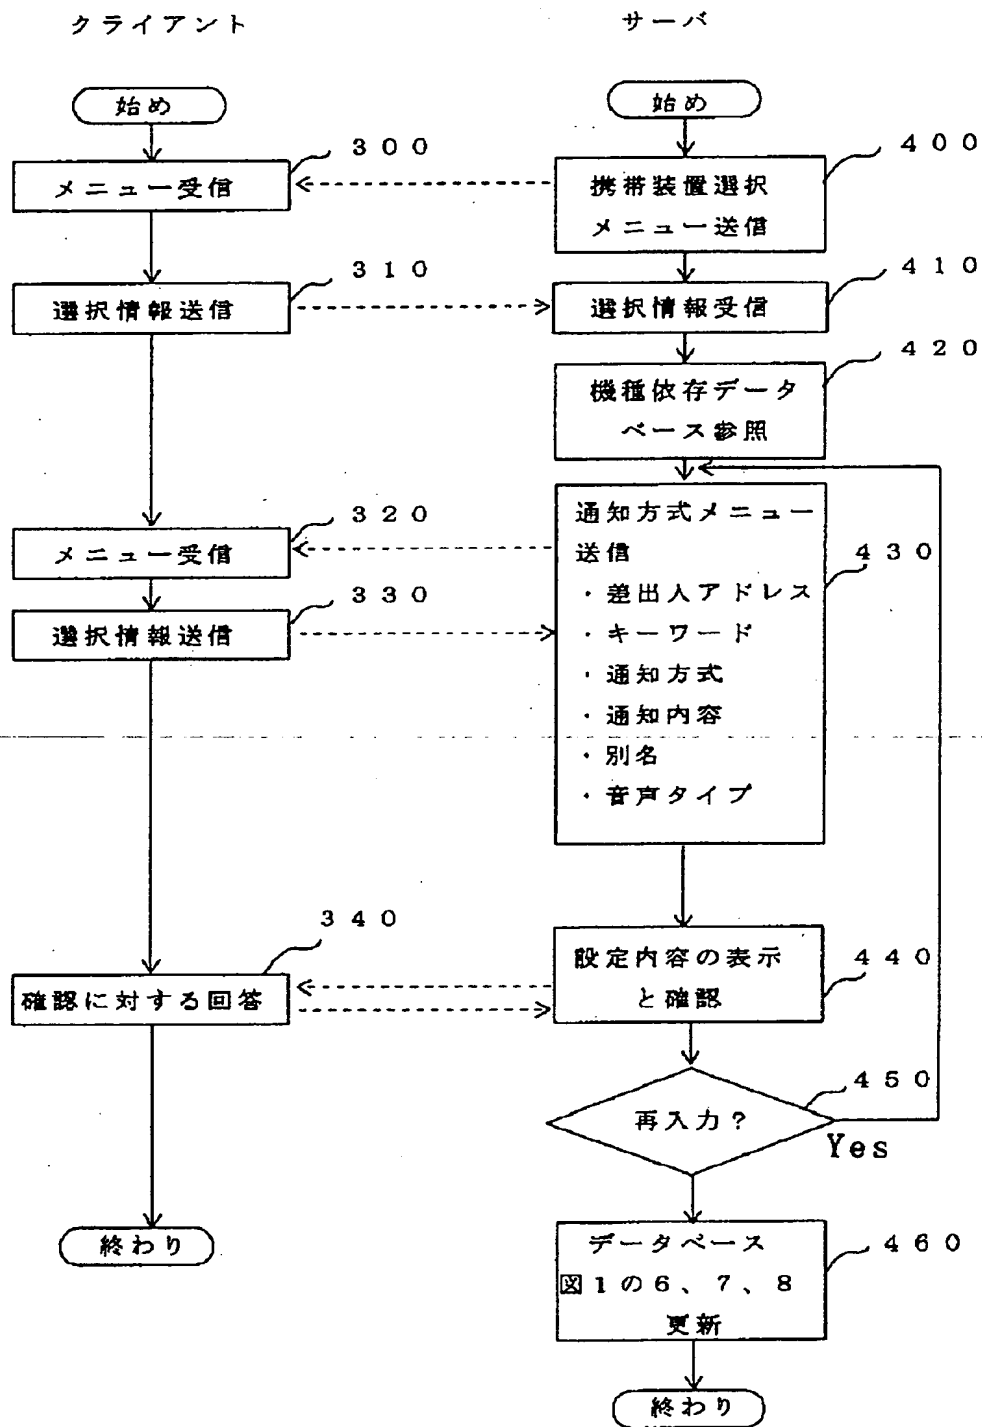 クライアント
サーバ
始め
始め
300
メニュー受信
400
携帯装置選択
メニュー送信
310
選択情報送信
410
選択情報受信
420
機種依存データ
ベース参照
320
メニュー受信
330
選択情報送信
430
通知方式メニュー
送信
・差出人アドレス
・キーワード
・通知方式
・通知内容
・別名
・音声タイプ
340
確認に対する回答
440
設定内容の表示
と確認
450
再入力?
Yes
460
データベース
図1の6、7、8
更新
終わり
終わり